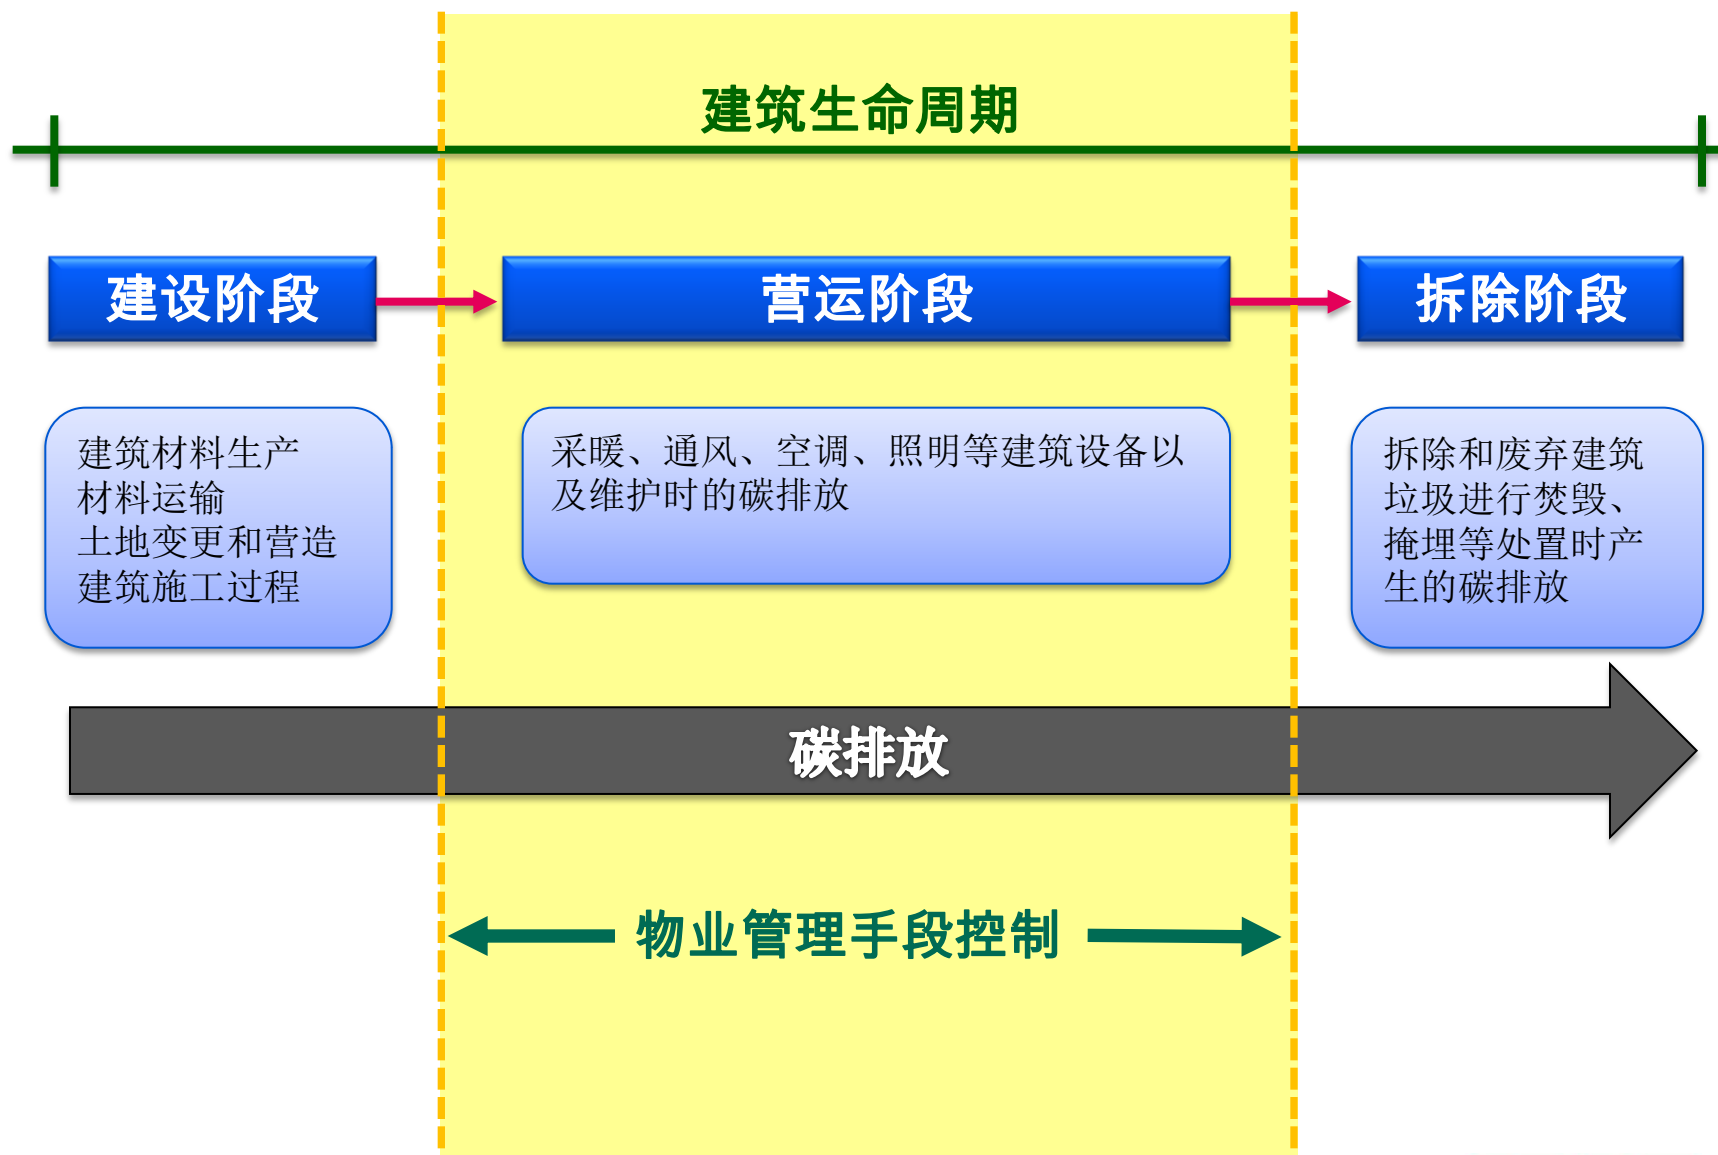 建筑生命周期
建设阶段
营运阶段
拆除阶段
建筑材料生产
材料运输
土地变更和营造
建筑施工过程
采暖、通风、空调、照明等建筑设备以
及维护时的碳排放
拆除和废弃建筑
垃圾进行焚毁、
掩埋等处置时产
生的碳排放
碳排放
物业管理手段控制